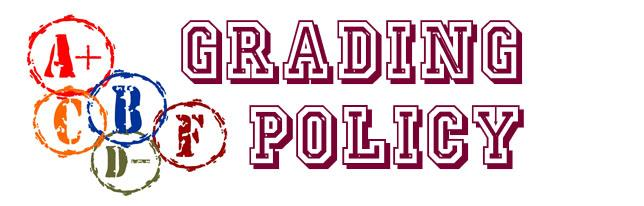 A+
C B F
D-
GRADING
POLICY